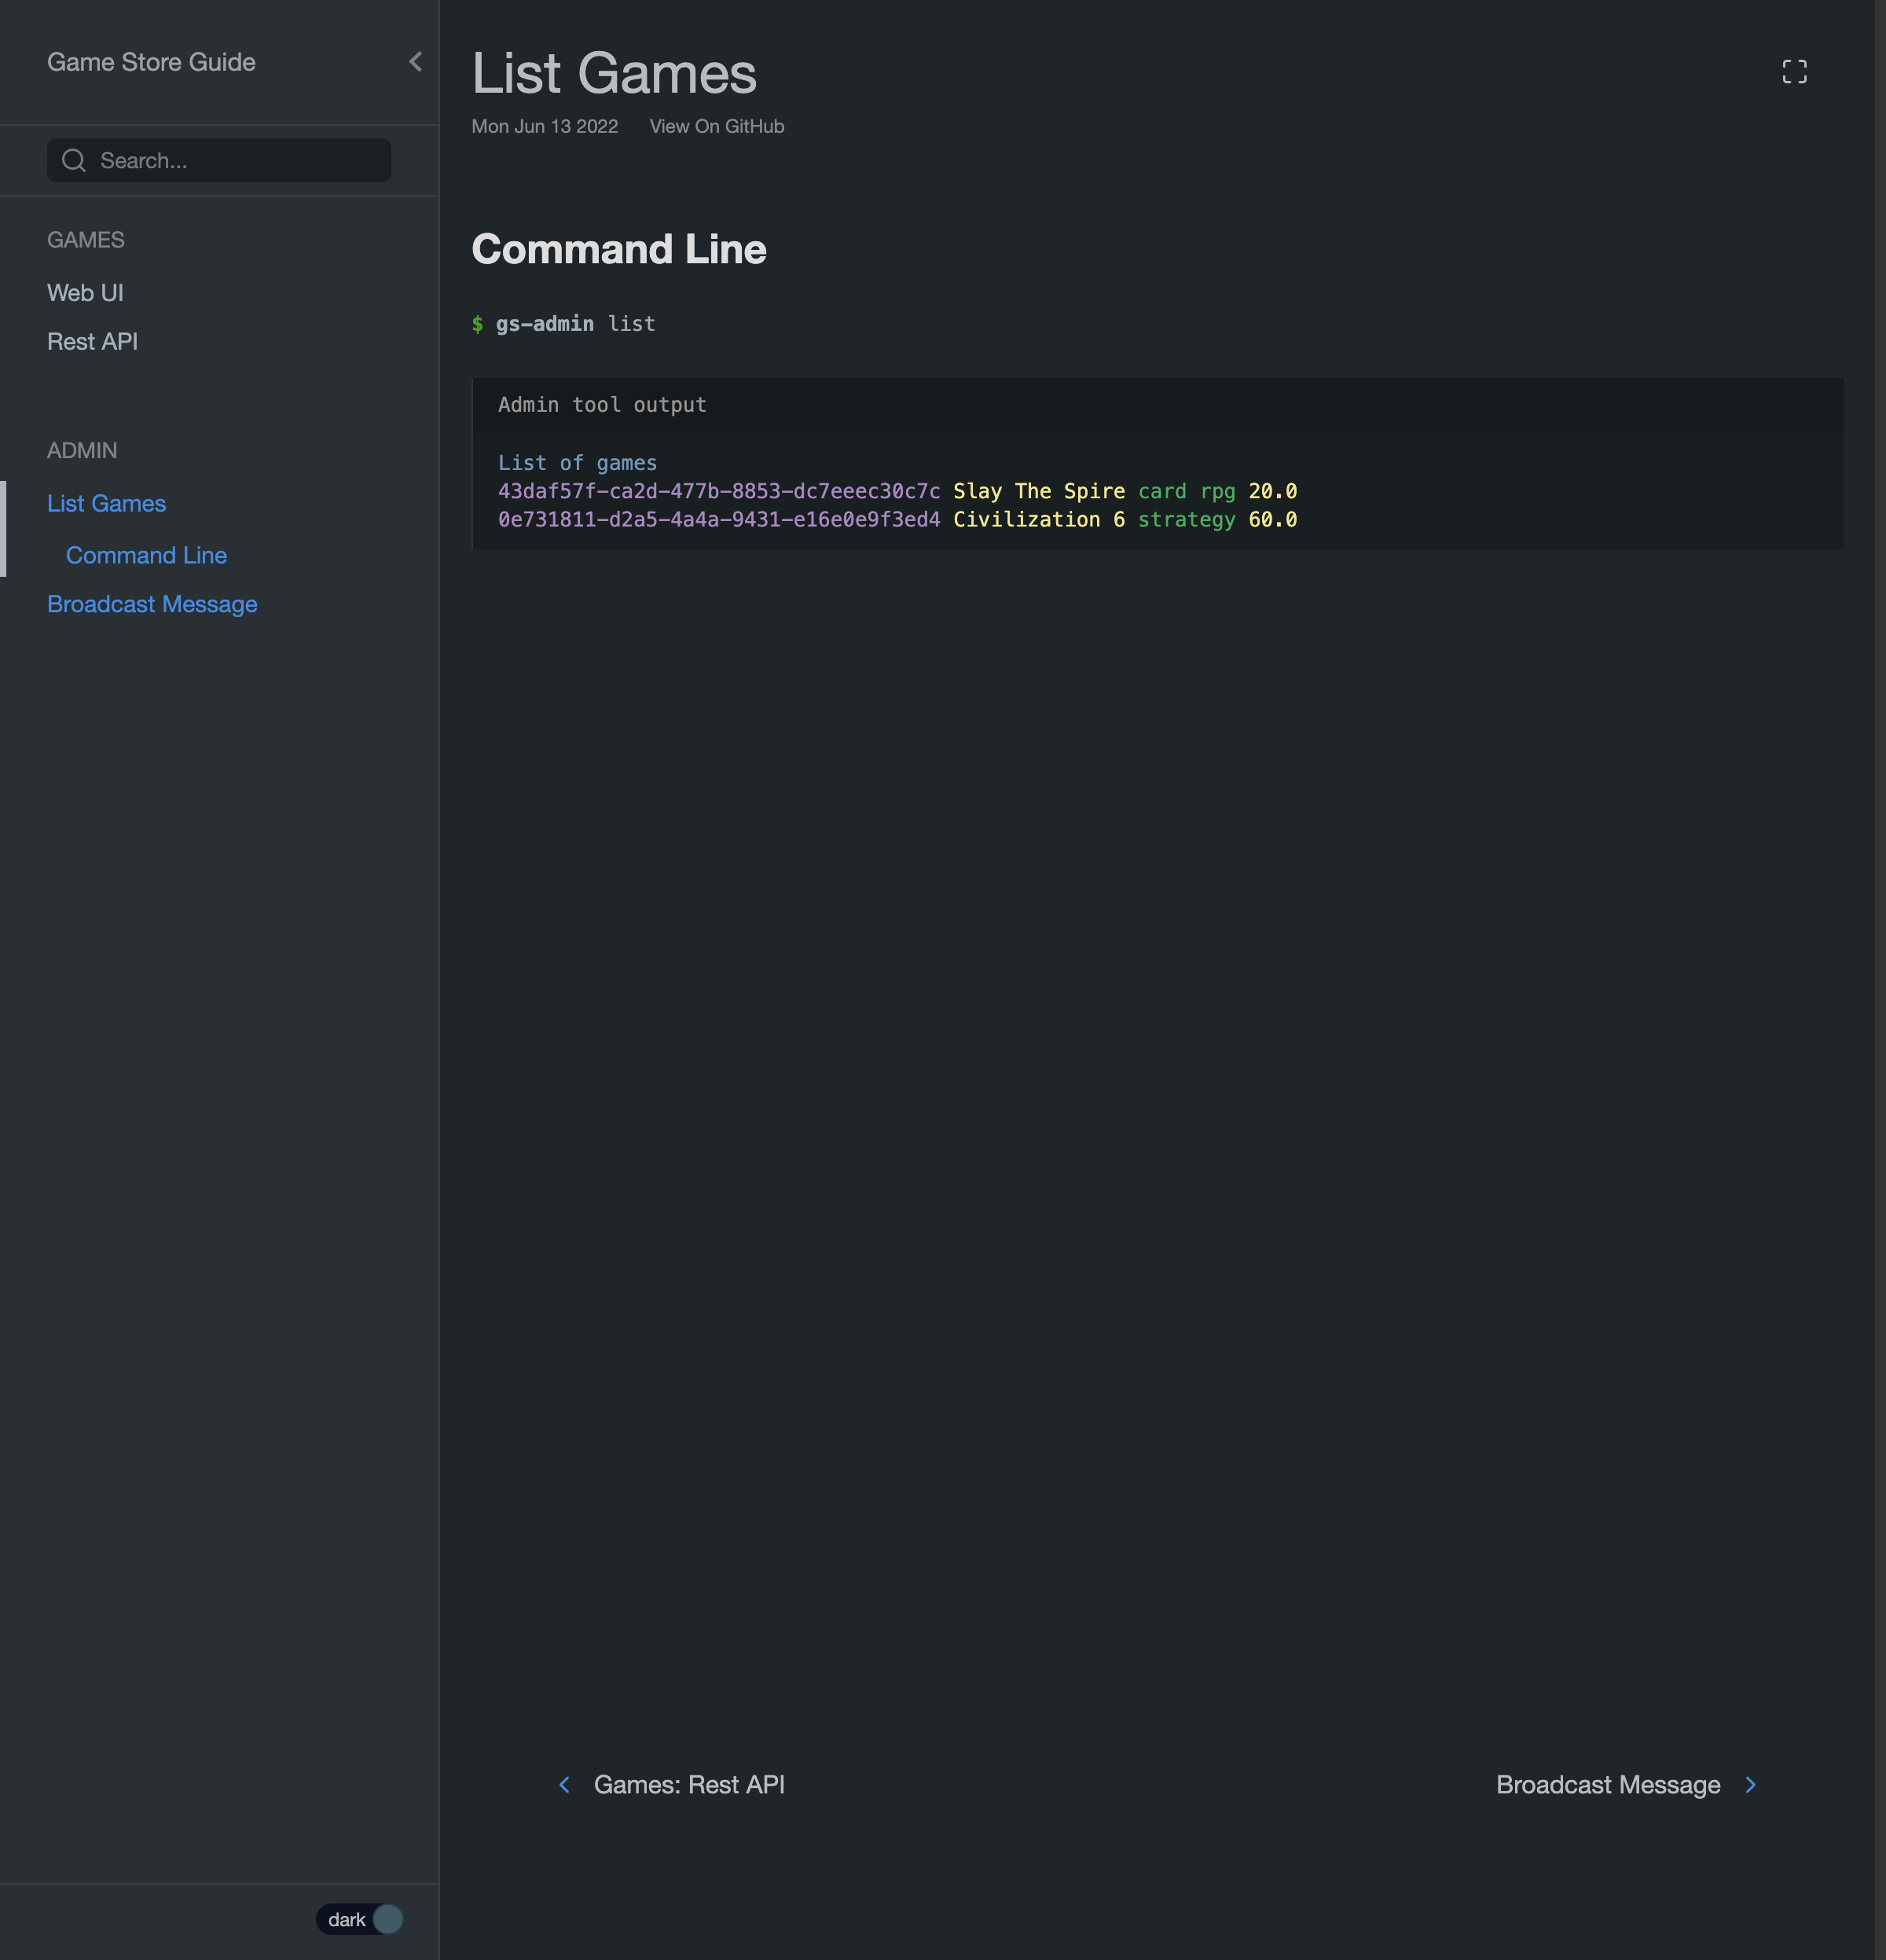 Game Store Guide
Search...
GAMES
Web UI
Rest API
ADMIN
List Games
Command Line
Broadcast Message
dark
List Games
Mon Jun 13 2022 View On GitHub
Command Line
$ gs-admin list
Admin tool output
List of games
43daf57f-ca2d-477b-8853-dc7eeec30c7c Slay The Spire card rpg 20.0
0e731811-d2a5-4a4a-9431-e16e0e9f3ed4 Civilization 6 strategy 60.0
Games: Rest API
Broadcast Message